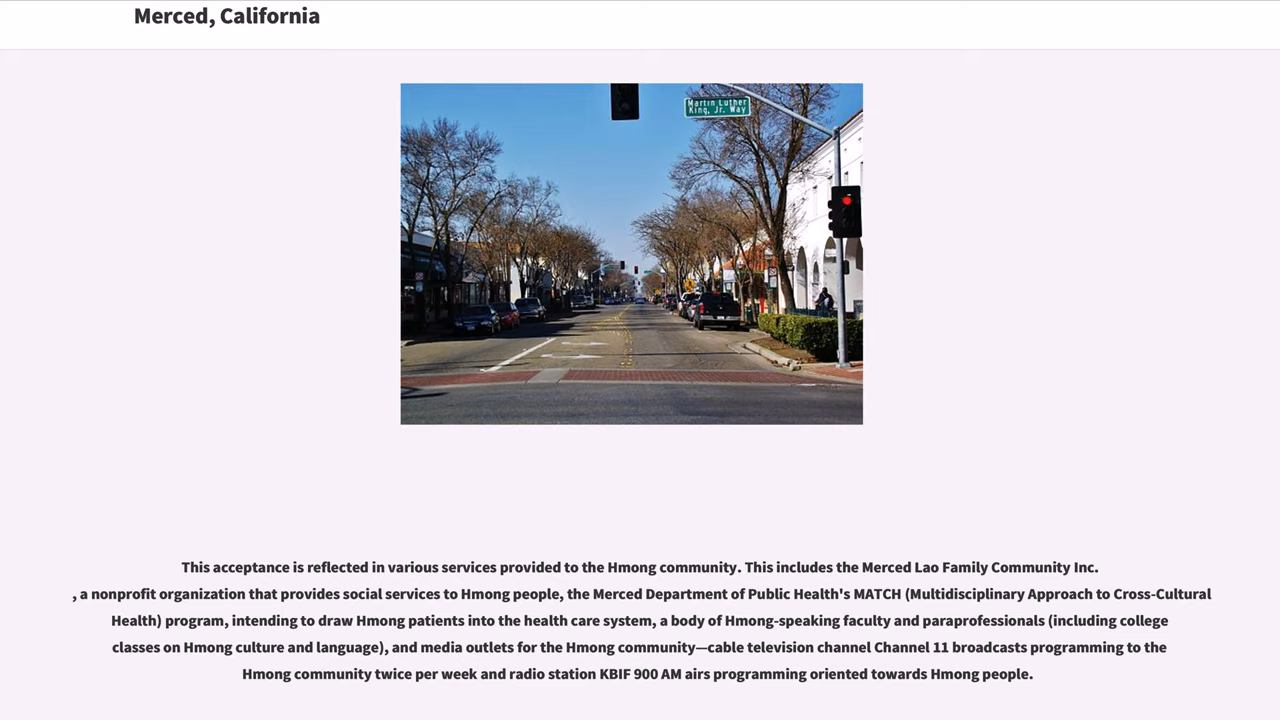 Merced, California
Martin Luther
King, Jr. Way
This acceptance is reflected in various services provided to the Hmong community. This includes the Merced Lao Family Community Inc.
, a nonprofit organization that provides social services to Hmong people, the Merced Department of Public Health's MATCH (Multidisciplinary Approach to Cross-Cultural
Health) program, intending to draw Hmong patients into the health care system, a body of Hmong-speaking faculty and paraprofessionals (including college
classes on Hmong culture and language), and media outlets for the Hmong community—cable television channel Channel 11 broadcasts programming to the
Hmong community twice per week and radio station KBIF 900 AM airs programming oriented towards Hmong people.